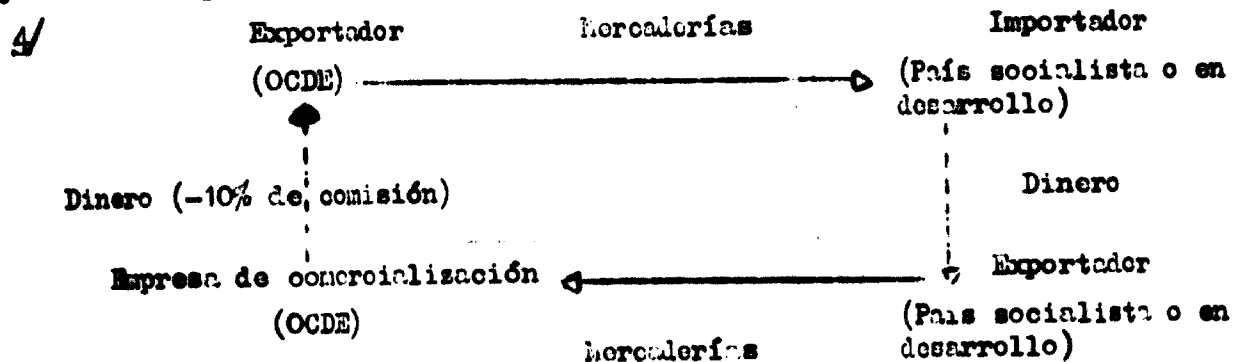 4/
Exportador Mercaderías Importador
(OCDE) (País socialista o en
desarrollo)
Dinero (-10% de comisión) Dinero
Empresa de comercialización Exportador
(OCDE) (País socialista o en
Mercaderías desarrollo)